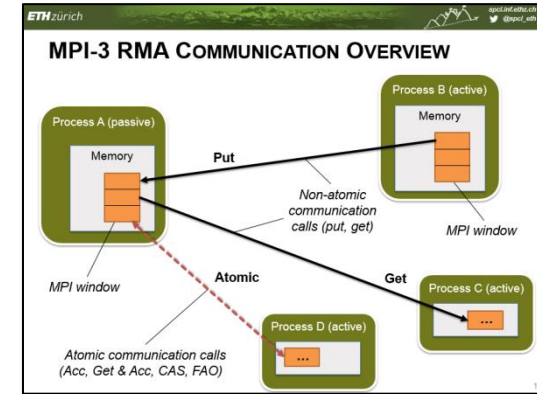 ETH zürich
spcl.inf.ethz.ch
@spcl_eth
MPI-3 RMA COMMUNICATION OVERVIEW
Process A (passive)
Memory
MPI window
Process B (active)
Memory
MPI window
Put
Non-atomic
communication
calls (put, get)
Atomic
Get
Process C (active)
...
Process D (active)
...
Atomic communication calls
(Acc, Get & Acc, CAS, FAO)
1